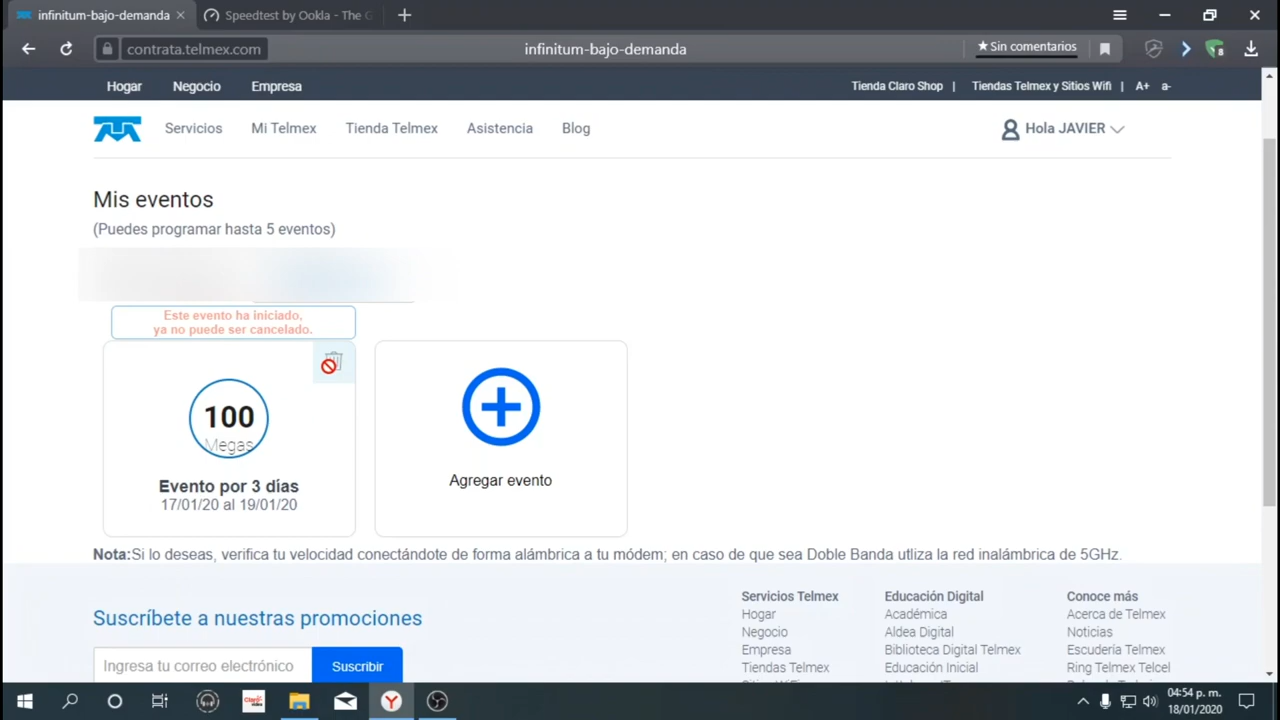 infinitum-bajo-demanda
Speedtest by Ookla - The G
contrata.telmex.com
infinitum-bajo-demanda
★Sin comentarios
8
Hogar
Negocio
Empresa
Tienda Claro Shop |
Tiendas Telmex y Sitios Wifi |
A+
a-
Servicios
Mi Telmex
Tienda Telmex
Asistencia
Blog
Hola JAVIER
Mis eventos
(Puedes programar hasta 5 eventos)
Este evento ha iniciado,
ya no puede ser cancelado.
100
Megas
Evento por 3 días
17/01/20 al 19/01/20
Agregar evento
Nota:Si lo deseas, verifica tu velocidad conectándote de forma alámbrica a tu módem; en caso de que sea Doble Banda utliza la red inalámbrica de 5GHz.
Suscríbete a nuestras promociones
Ingresa tu correo electrónico
Suscribir
Servicios Telmex
Hogar
Negocio
Empresa
Tiendas Telmex
Educación Digital
Académica
Aldea Digital
Biblioteca Digital Telmex
Educación Inicial
Conoce más
Acerca de Telmex
Noticias
Escudería Telmex
Ring Telmex Telcel
Claro
video
04:54 p. m.
18/01/2020